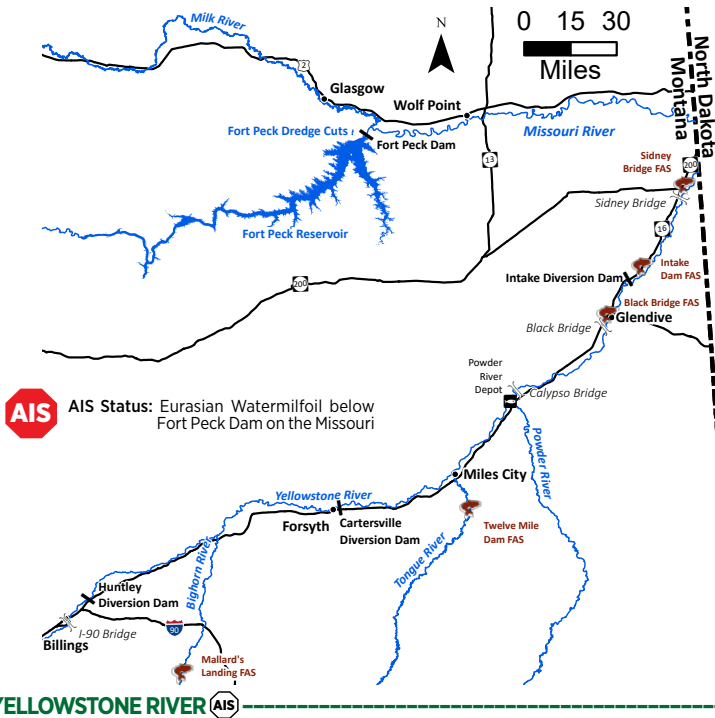 Milk River
N
0 15 30
Miles
2
Glasgow
Wolf Point
North Dakota
Montana
Fort Peck Dredge Cuts
Fort Peck Dam
Missouri River
13
Sidney
Bridge FAS
200
Sidney Bridge
Fort Peck Reservoir
16
200
Intake Diversion Dam
Intake
Dam FAS
Black Bridge FAS
Glendive
Black Bridge
Powder
River
Depot
Calypso Bridge
AIS
AIS Status: Eurasian Watermilfoil below
Fort Peck Dam on the Missouri
Powder River
Miles City
Yellowstone River
Forsyth
Cartersville
Diversion Dam
Twelve Mile
Dam FAS
Tongue River
Bighorn River
Huntley
Diversion Dam
I-90 Bridge
90
Billings
Mallard's
Landing FAS
YELLOWSTONE RIVER AIS